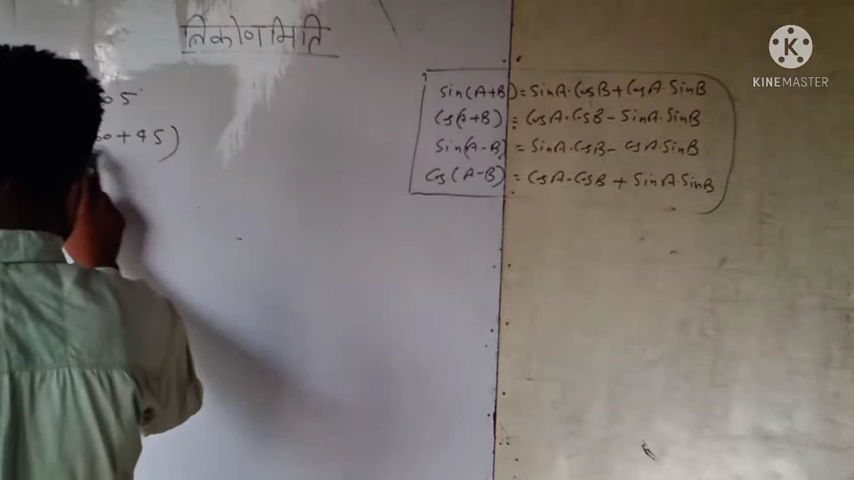 त्रिकोणमिति
05°
60+45)
sin(A+B)=sinA·CosB+CosA·SinB
Cos(A+B)=CosA·CosB-SinA·SinB
sin(A-B)=sinA·CosB-CosA·SinB
Cos(A-B)=CosA·CosB+SinA·SinB
K
KINEMASTER